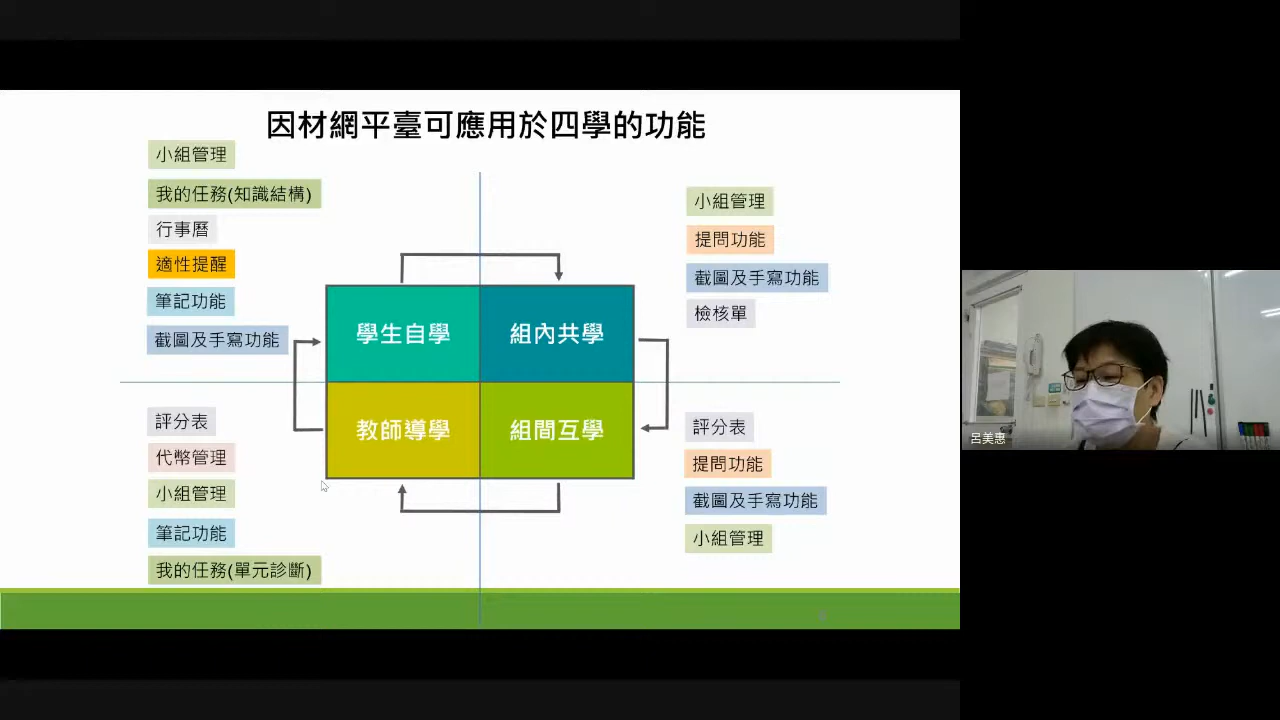 因材網平臺可應用於四學的功能
小組管理
我的任務(知識結構)
行事曆
適性提醒
筆記功能
截圖及手寫功能
小組管理
提問功能
截圖及手寫功能
檢核單
學生自學
組內共學
教師導學
組間互學
評分表
代幣管理
小組管理
筆記功能
我的任務(單元診斷)
評分表
提問功能
截圖及手寫功能
小組管理
呂美惠